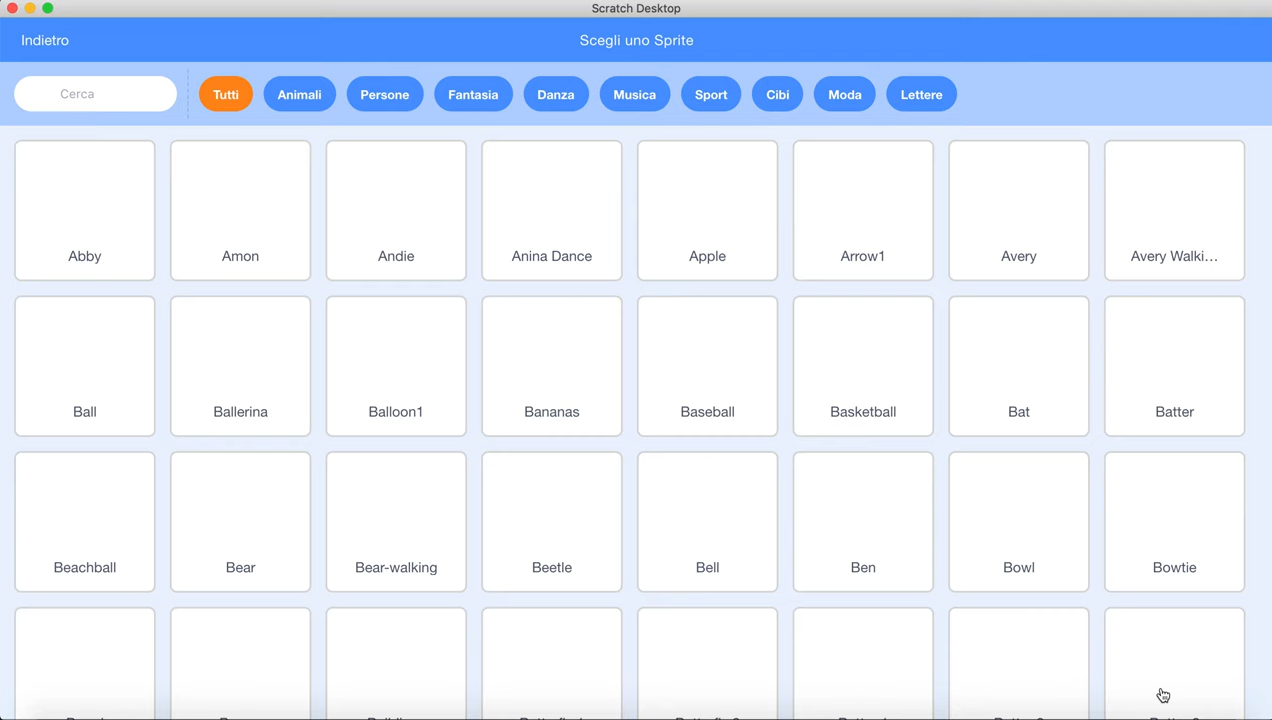 Scratch Desktop
Indietro
Scegli uno Sprite
Cerca
Tutti
Animali
Persone
Fantasia
Danza
Musica
Sport
Cibi
Moda
Lettere
Abby
Amon
Andie
Anina Dance
Apple
Arrow1
Avery
Avery Walki...
Ball
Ballerina
Balloon1
Bananas
Baseball
Basketball
Bat
Batter
Beachball
Bear
Bear-walking
Beetle
Bell
Ben
Bowl
Bowtie